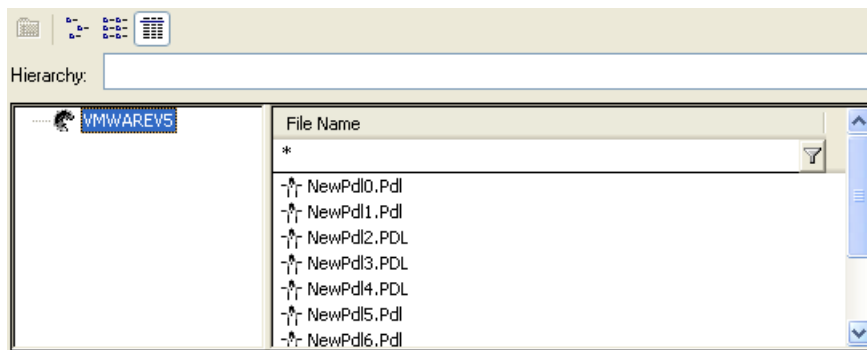 Hierarchy:
VMWAREV5
File Name
*
NewPdl0.Pdl
NewPdl1.Pdl
NewPdl2.PDL
NewPdl3.PDL
NewPdl4.PDL
NewPdl5.Pdl
NewPdl6.Pdl